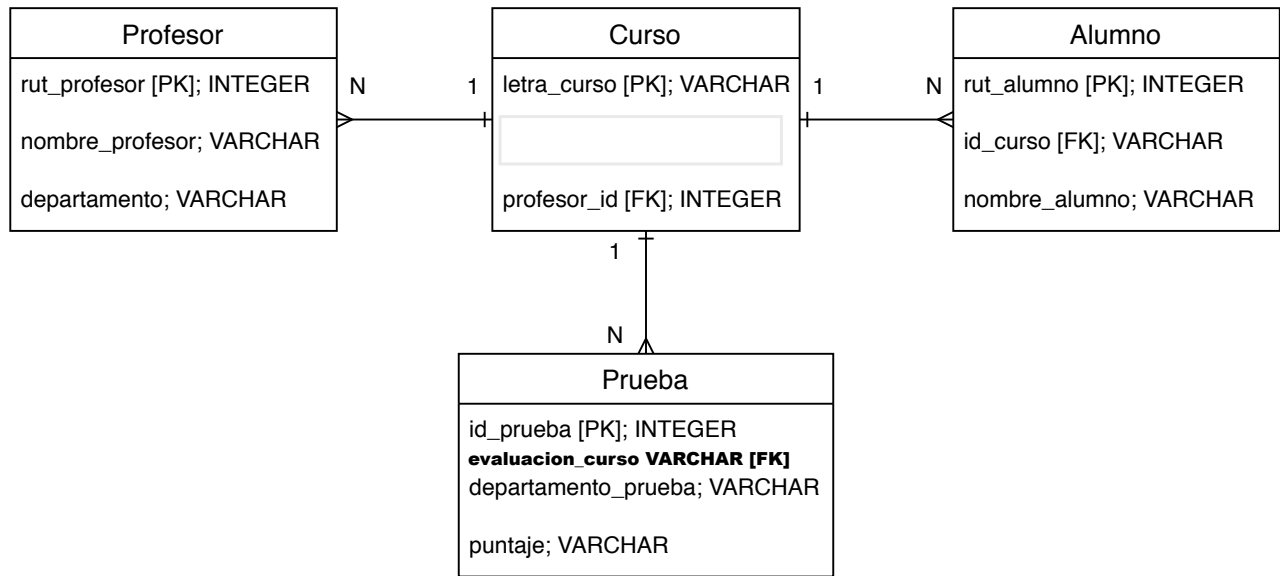 Profesor
rut_profesor [PK]; INTEGER
nombre_profesor; VARCHAR
departamento; VARCHAR
N
1
Curso
letra_curso [PK]; VARCHAR
profesor_id [FK]; INTEGER
1
N
Alumno
rut_alumno [PK]; INTEGER
id_curso [FK]; VARCHAR
nombre_alumno; VARCHAR
1
N
Prueba
id_prueba [PK]; INTEGER
evaluacion_curso VARCHAR [FK]
departamento_prueba; VARCHAR
puntaje; VARCHAR